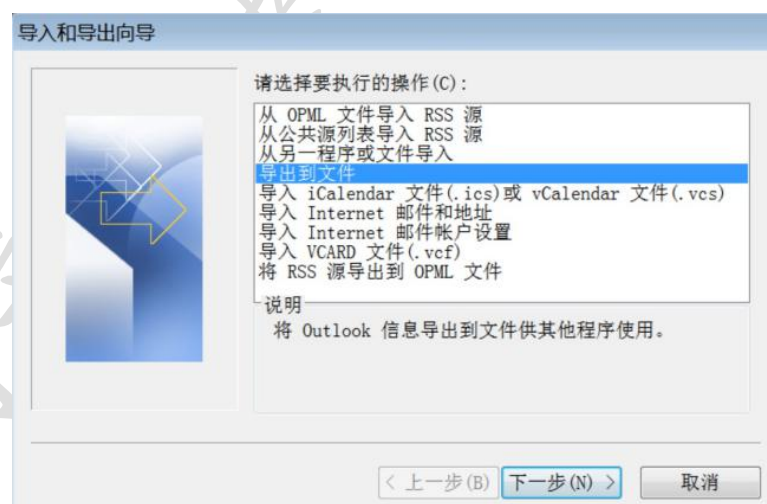 导入和导出向导
请选择要执行的操作(C):
从 OPML 文件导入 RSS 源
从公共源列表导入 RSS 源
从另一程序或文件导入
导出到文件
导入 iCalendar 文件(.ics)或 vCalendar 文件(.vcs)
导入 Internet 邮件和地址
导入 Internet 邮件帐户设置
导入 VCARD 文件(.vcf)
将 RSS 源导出到 OPML 文件
说明
将 Outlook 信息导出到文件供其他程序使用。
< 上一步(B) 下一步(N) > 取消